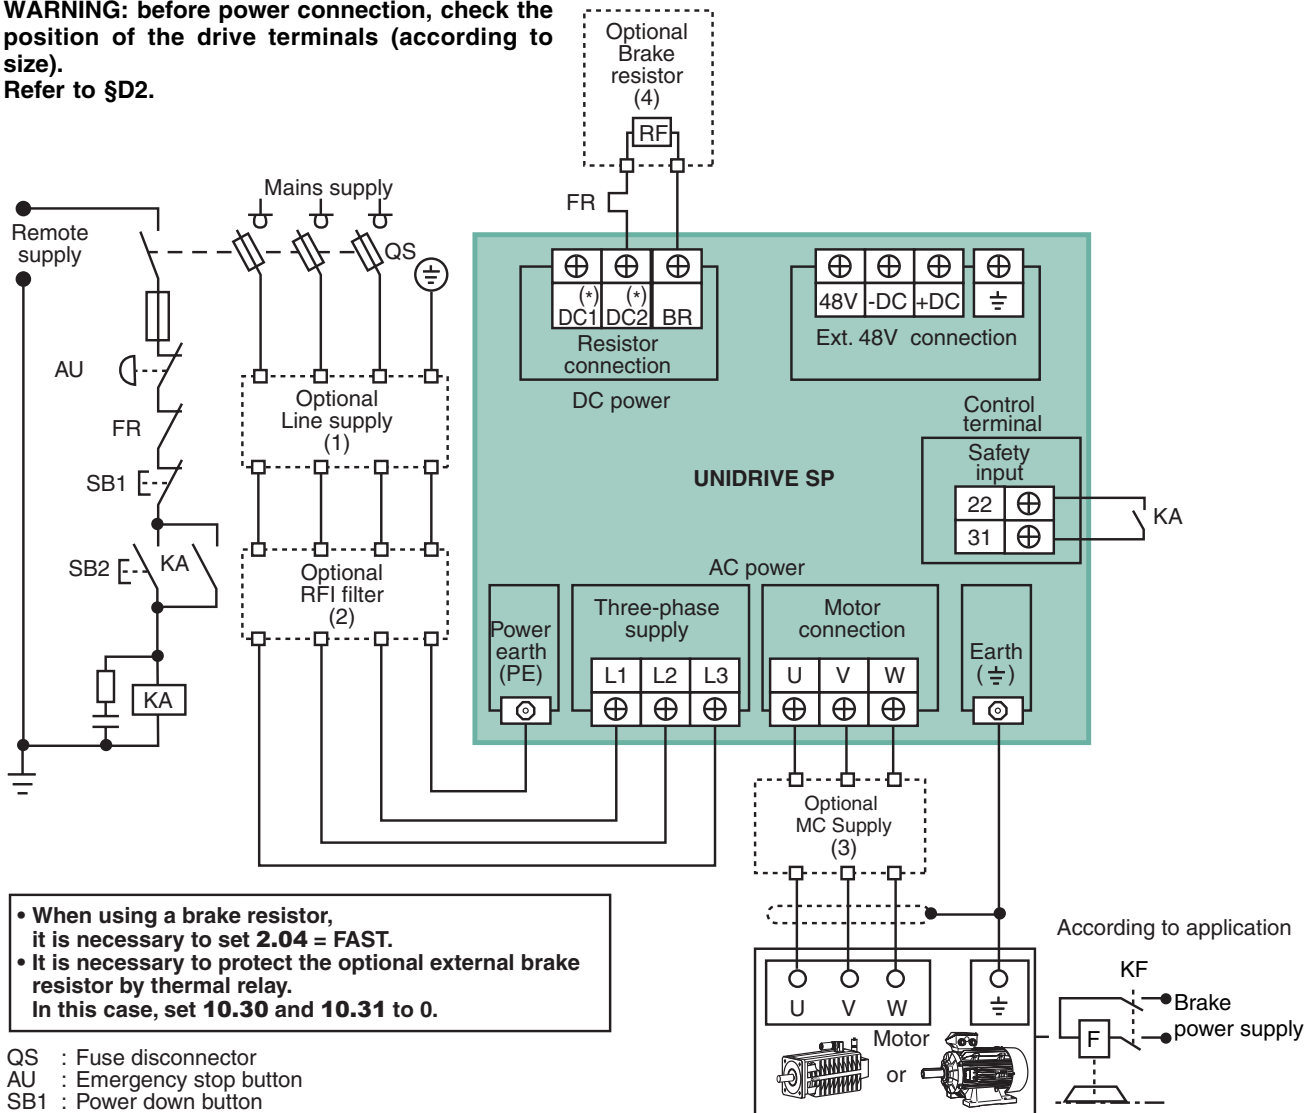 WARNING: before power connection, check the
position of the drive terminals (according to
size).
Refer to §D2.
Optional
Brake
resistor
(4)
RF
FR
Mains supply
Remote
supply
QS
AU
FR
SB1
SB2
KA
KA
Optional
Line supply
(1)
Optional
RFI filter
(2)
(*)
DC1
(*)
DC2
BR
Resistor
connection
DC power
48V
-DC
+DC
Ext. 48V connection
Control
terminal
Safety
input
22
31
KA
UNIDRIVE SP
AC power
Power
earth
(PE)
Three-phase
supply
L1
L2
L3
Motor
connection
U
V
W
Earth
( )
Optional
MC Supply
(3)
• When using a brake resistor,
it is necessary to set 2.04 = FAST.
• It is necessary to protect the optional external brake
resistor by thermal relay.
In this case, set 10.30 and 10.31 to 0.
U
V
W
Motor
or
According to application
KF
Brake
power supply
F
QS : Fuse disconnector
AU : Emergency stop button
SB1 : Power down button